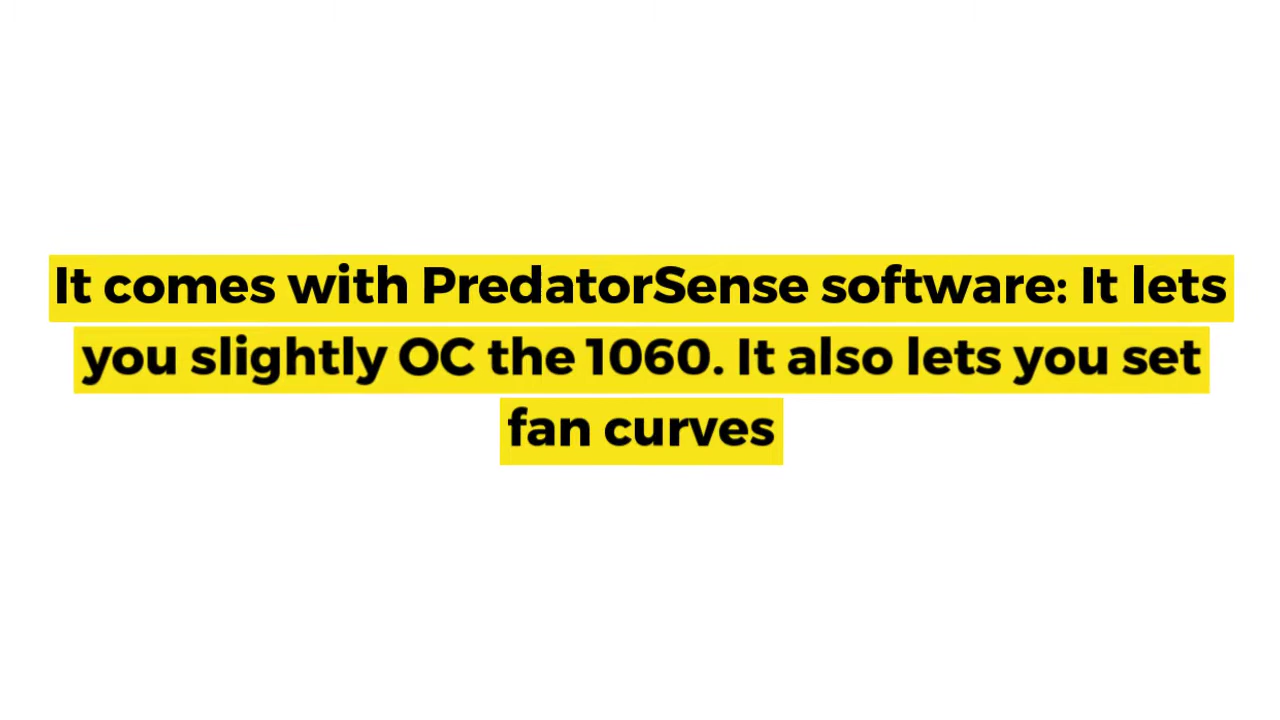 It comes with PredatorSense software: It lets
you slightly OC the 1060. It also lets you set
fan curves